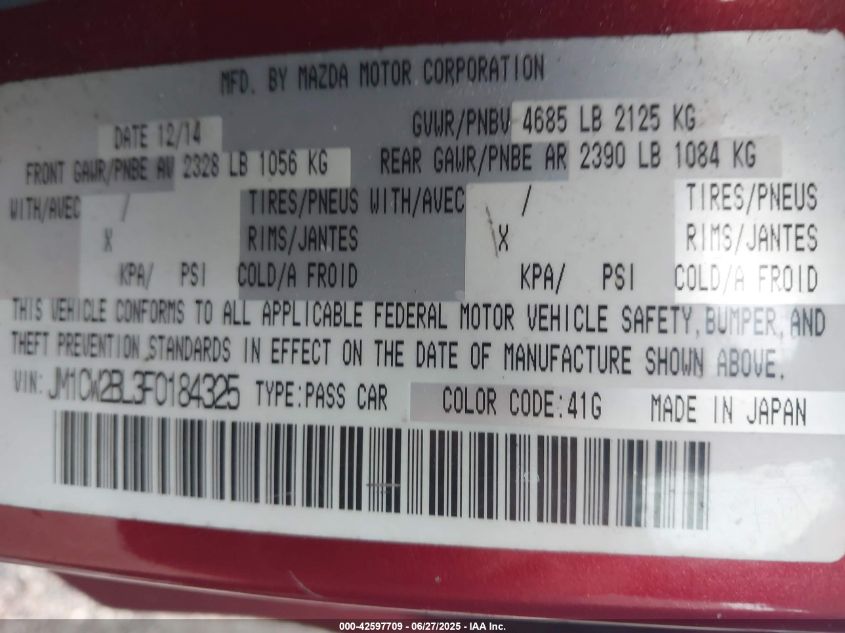 MFD. BY MAZDA MOTOR CORPORATION
DATE 12/14 GVWR/PNBV 4685 LB 2125 KG
FRONT GAWR/PNBE AV 2328 LB 1056 KG REAR GAWR/PNBE AR 2390 LB 1084 KG
WITH/AVEC / TIRES/PNEUS WITH/AVEC / TIRES/PNEUS
X RIMS/JANTES X RIMS/JANTES
KPA/ PSI COLD/A FROID KPA/ PSI COLD/A FROID
THIS VEHICLE CONFORMS TO ALL APPLICABLE FEDERAL MOTOR VEHICLE SAFETY, BUMPER, AND
THEFT PREVENTION STANDARDS IN EFFECT ON THE DATE OF MANUFACTURE SHOWN ABOVE.
VIN: JM1CW2BL3F0184325 TYPE:PASS CAR COLOR CODE:41G MADE IN JAPAN
000-42597709 - 06/27/2025 - IAA Inc.